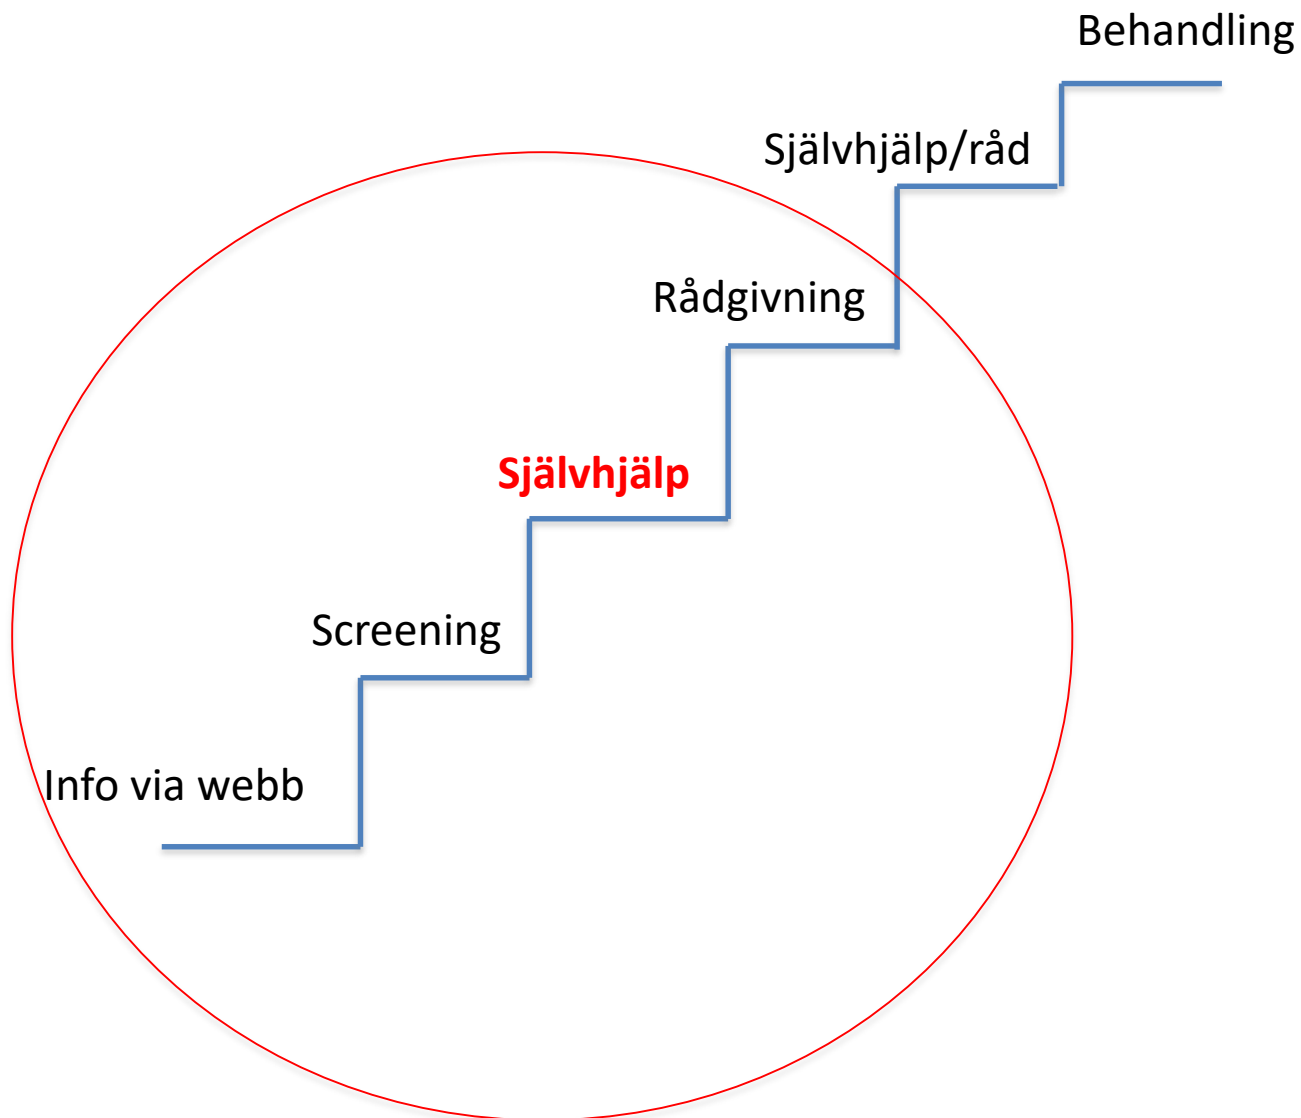 Behandling
Självhjälp/råd
Rådgivning
Självhjälp
Screening
Info via webb